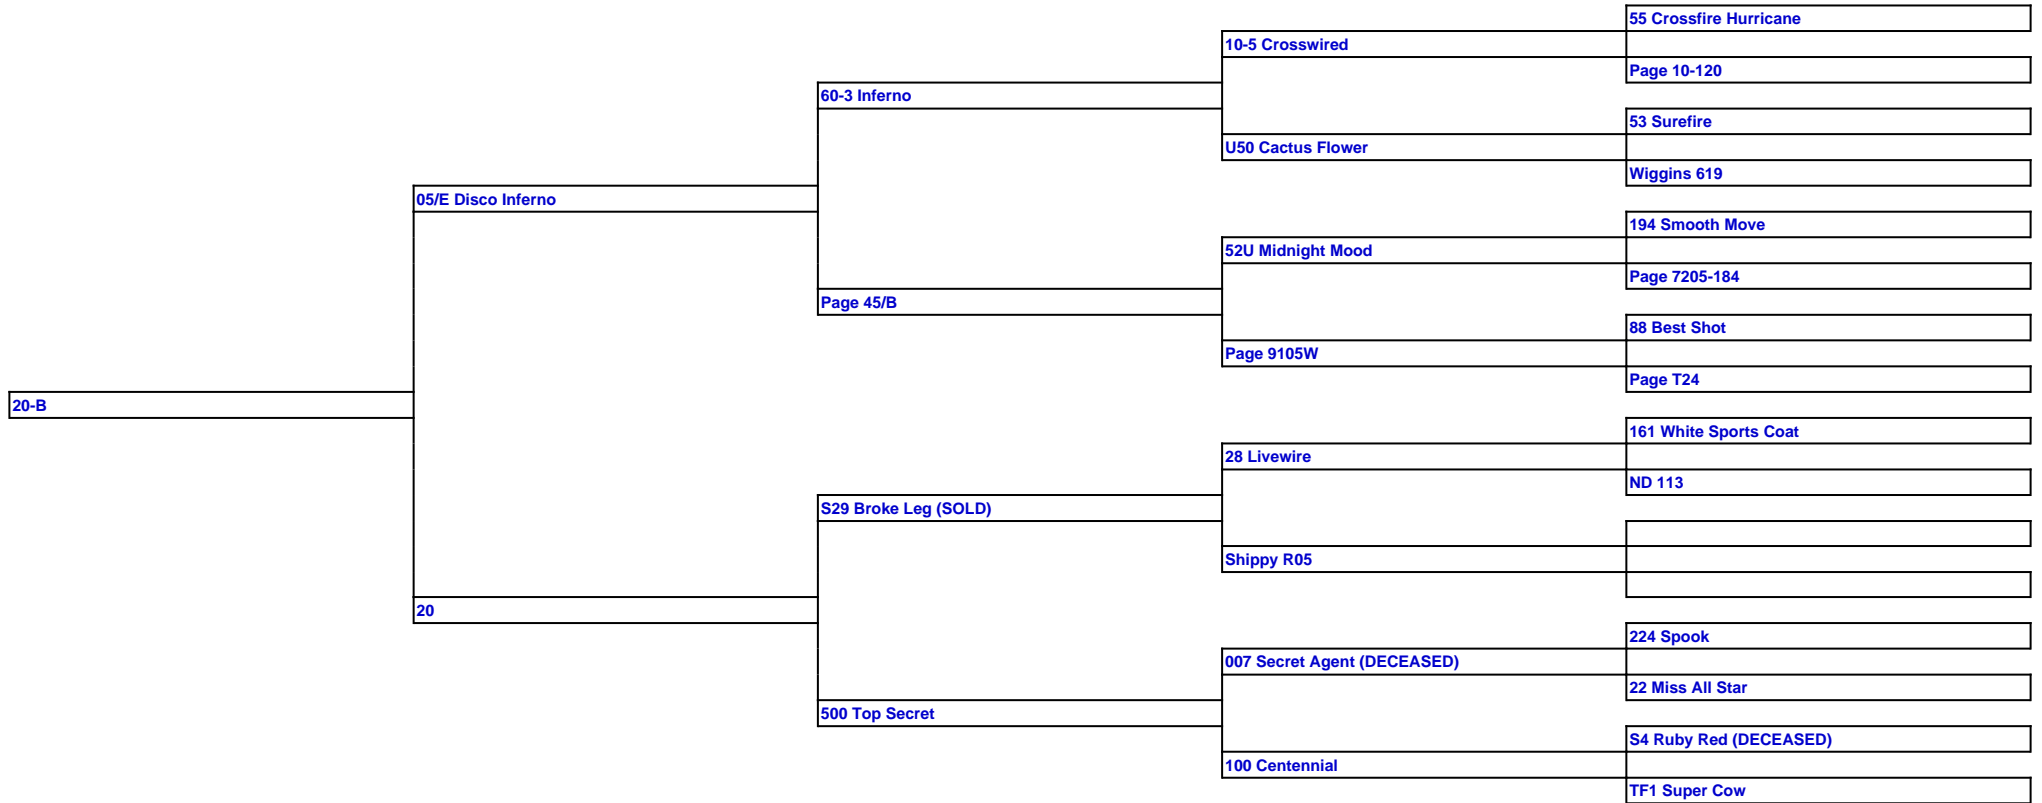 55 Crossfire Hurricane
10-5 Crosswired
Page 10-120
60-3 Inferno
53 Surefire
U50 Cactus Flower
Wiggins 619
05/E Disco Inferno
194 Smooth Move
52U Midnight Mood
Page 7205-184
Page 45/B
88 Best Shot
Page 9105W
Page T24
20-B
161 White Sports Coat
28 Livewire
ND 113
S29 Broke Leg (SOLD)
Shippy R05
20
224 Spook
007 Secret Agent (DECEASED)
22 Miss All Star
500 Top Secret
S4 Ruby Red (DECEASED)
100 Centennial
TF1 Super Cow